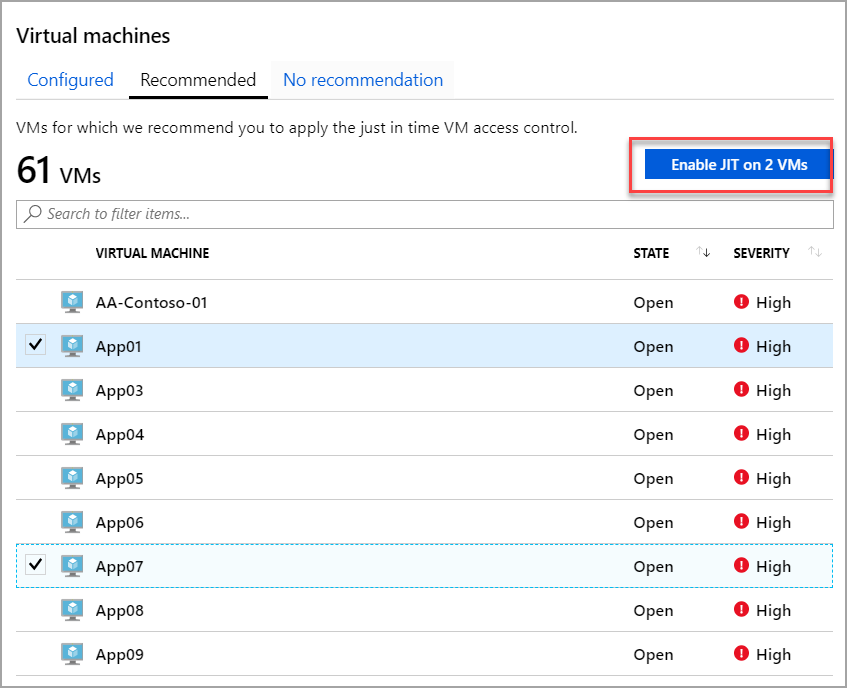 Virtual machines
Configured Recommended No recommendation
VMs for which we recommend you to apply the just in time VM access control.
61 VMs Enable JIT on 2 VMs
Search to filter items...
VIRTUAL MACHINE STATE SEVERITY
AA-Contoso-01 Open High
App01 Open High
App03 Open High
App04 Open High
App05 Open High
App06 Open High
App07 Open High
App08 Open High
App09 Open High